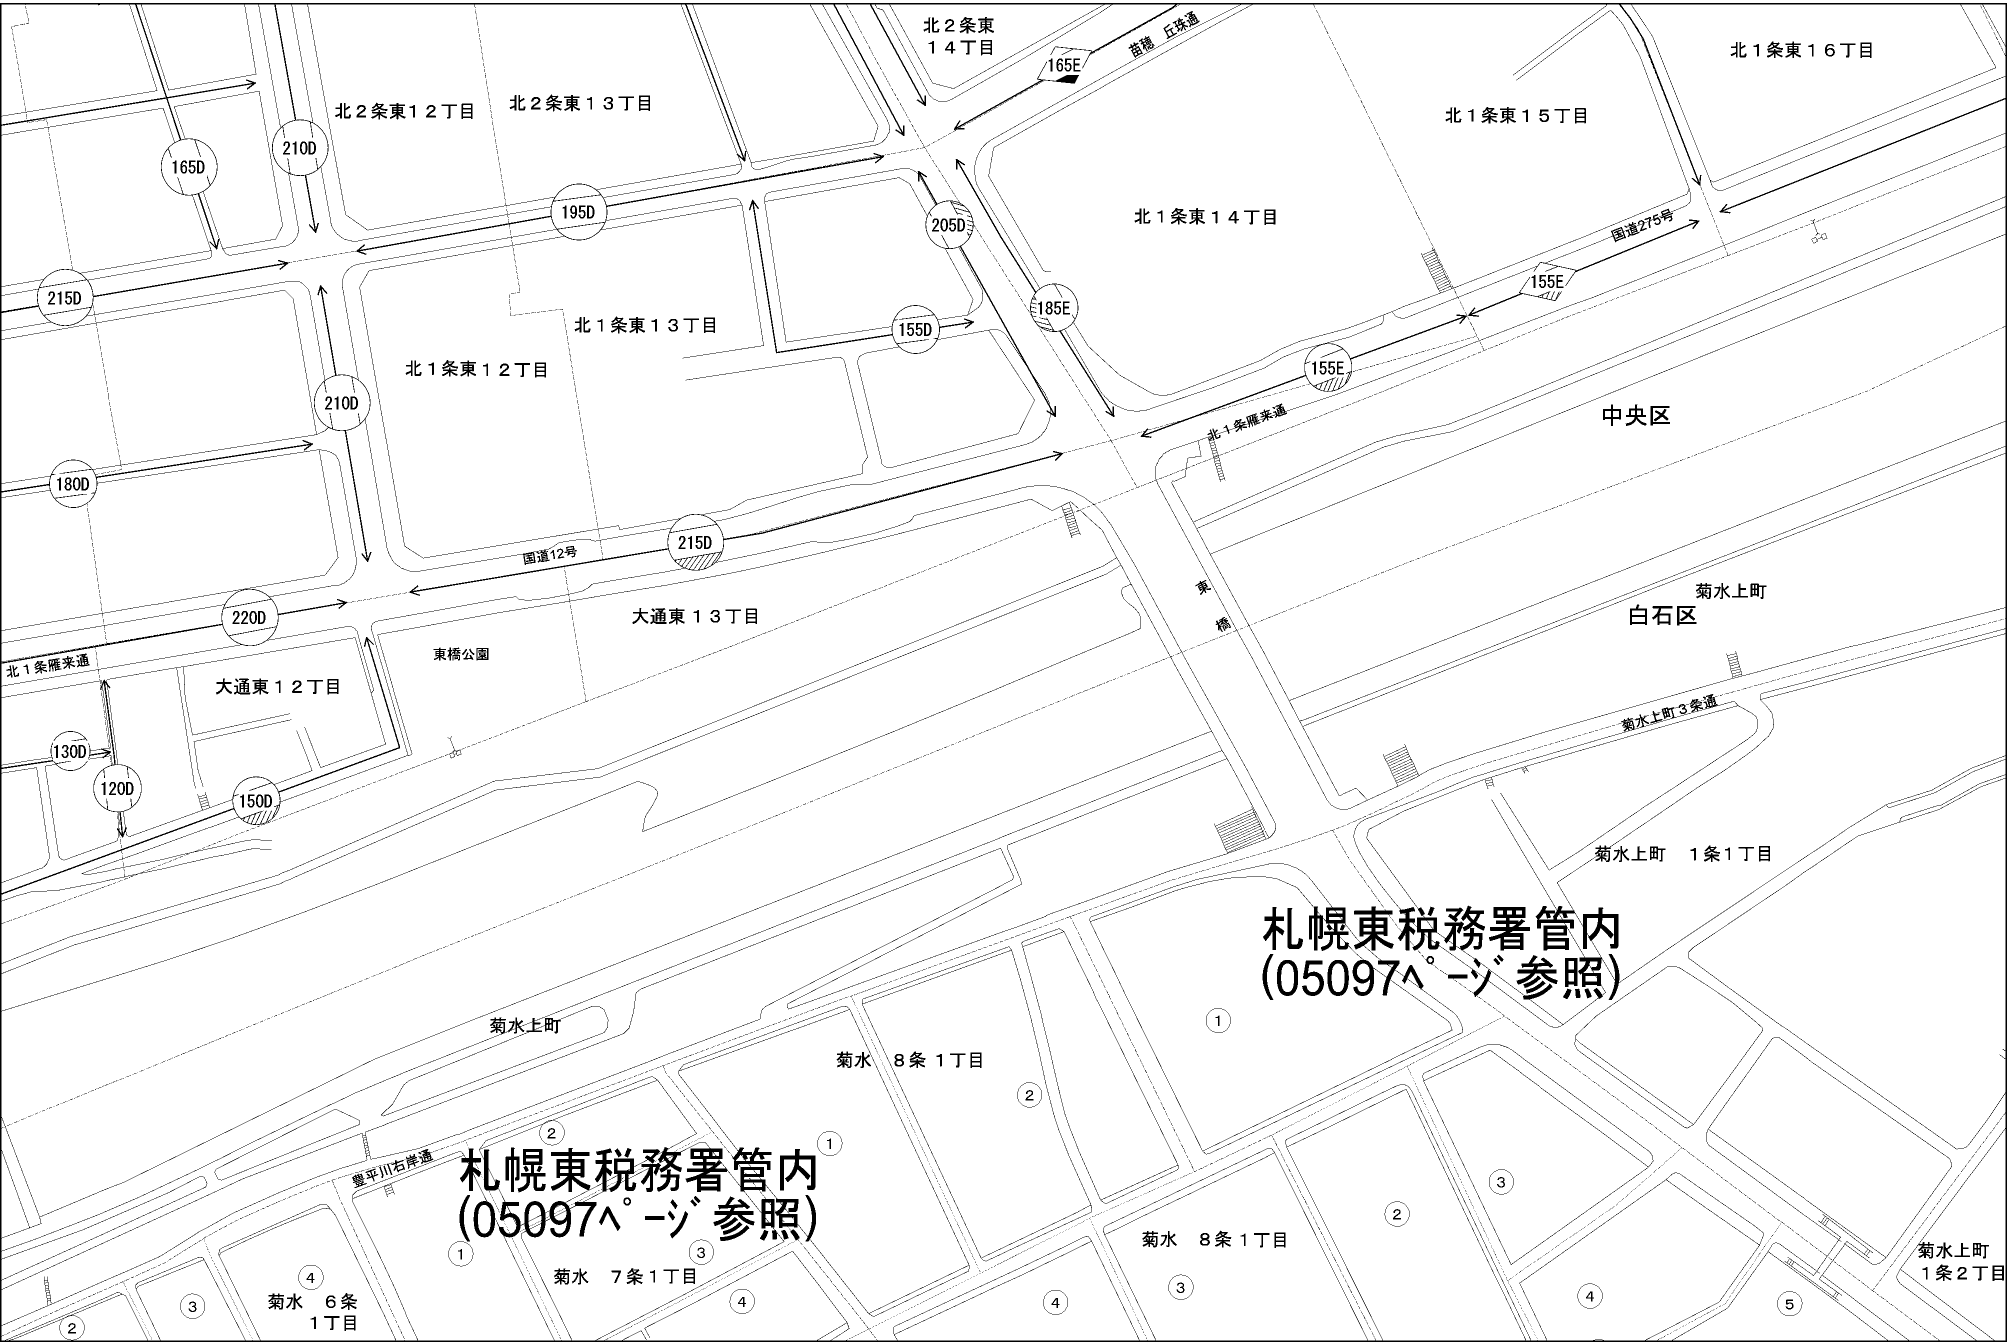 北２条東
１４丁目
苗穂　丘珠通
165E
北１条東１６丁目
北２条東１２丁目
北２条東１３丁目
北１条東１５丁目
210D
165D
195D
205D
北１条東１４丁目
国道275号
155E
215D
185E
北１条東１３丁目
155D
北１条東１２丁目
155E
210D
北１条雁来通
中央区
180D
国道12号
215D
東
橋
菊水上町
白石区
220D
大通東１３丁目
東橋公園
北１条雁来通
大通東１２丁目
菊水上町３条通
130D
120D
150D
菊水上町　１条１丁目
札幌東税務署管内
(05097ﾍﾟｰｼﾞ参照)
1
菊水上町
菊水　８条１丁目
2
2
1
札幌東税務署管内
(05097ﾍﾟｰｼﾞ参照)
豊平川右岸通
3
2
菊水　８条１丁目
1
3
菊水上町
１条２丁目
4
菊水　７条１丁目
3
菊水　６条
１丁目
3
4
4
4
5
2